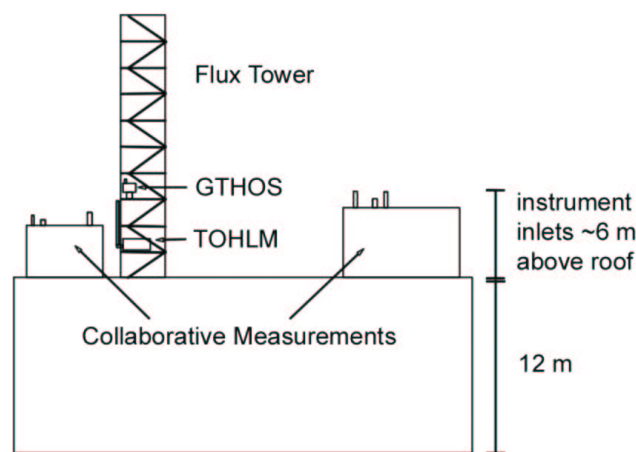 Flux Tower
GTHOS
TOHLM
instrument
inlets ~6 m
above roof
Collaborative Measurements
12 m